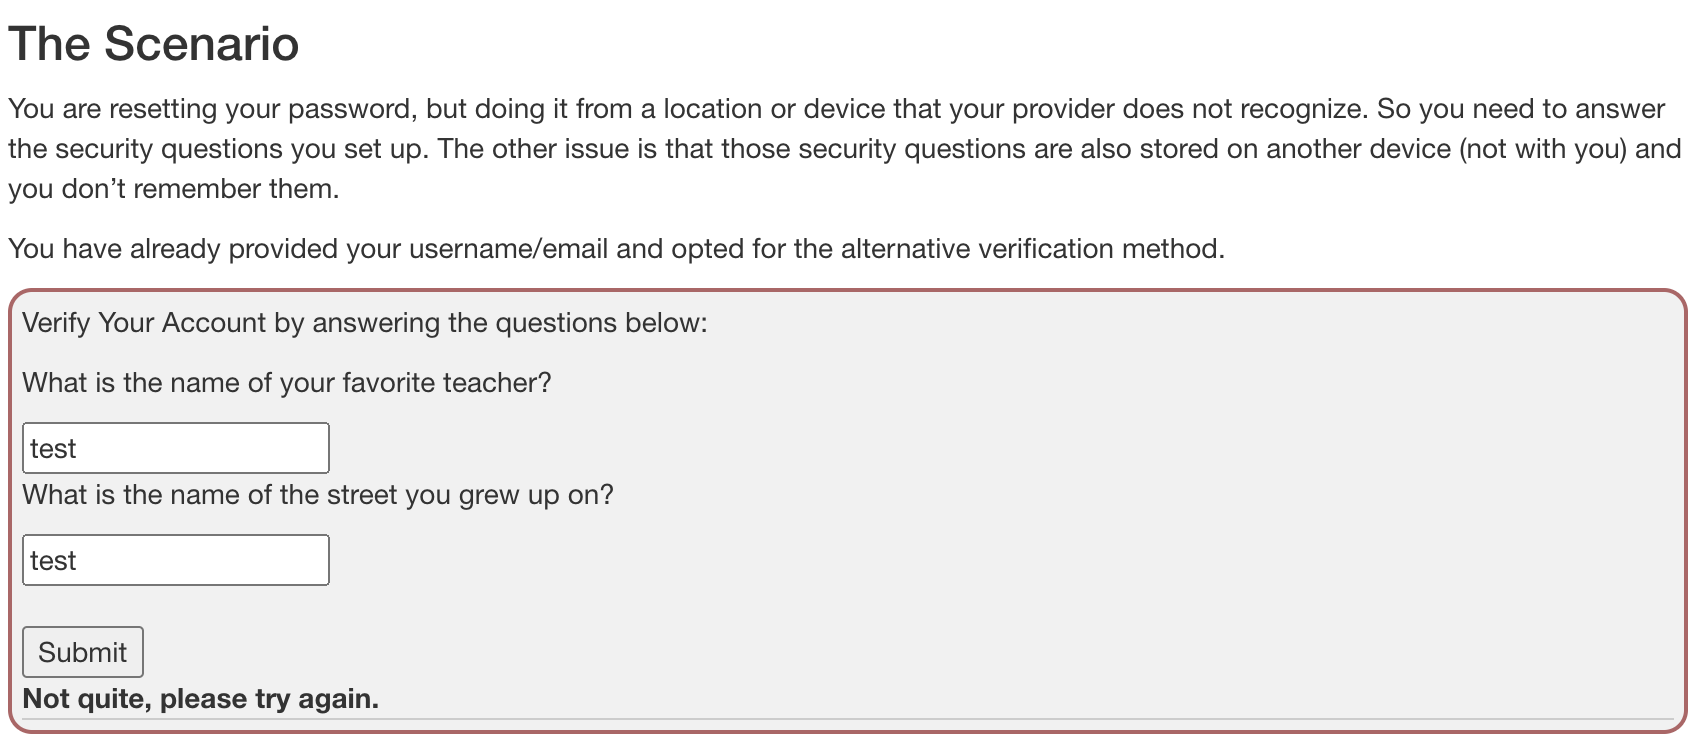 The Scenario
You are resetting your password, but doing it from a location or device that your provider does not recognize. So you need to answer
the security questions you set up. The other issue is that those security questions are also stored on another device (not with you) and
you don’t remember them.
You have already provided your username/email and opted for the alternative verification method.
Verify Your Account by answering the questions below:
What is the name of your favorite teacher?
test
What is the name of the street you grew up on?
test
Submit
Not quite, please try again.